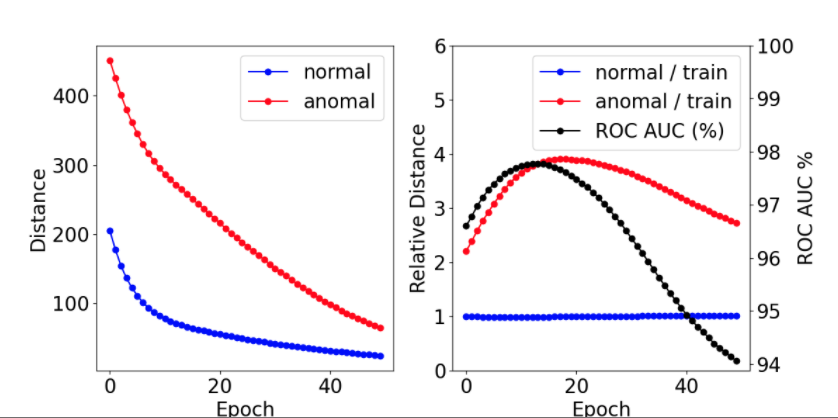 normal
anomal
400
300
200
100
Distance
0
20
40
Epoch
normal / train
anomal / train
ROC AUC (%)
6
5
4
3
2
1
0
Relative Distance
100
99
98
97
96
95
94
ROC AUC %
0
20
40
Epoch